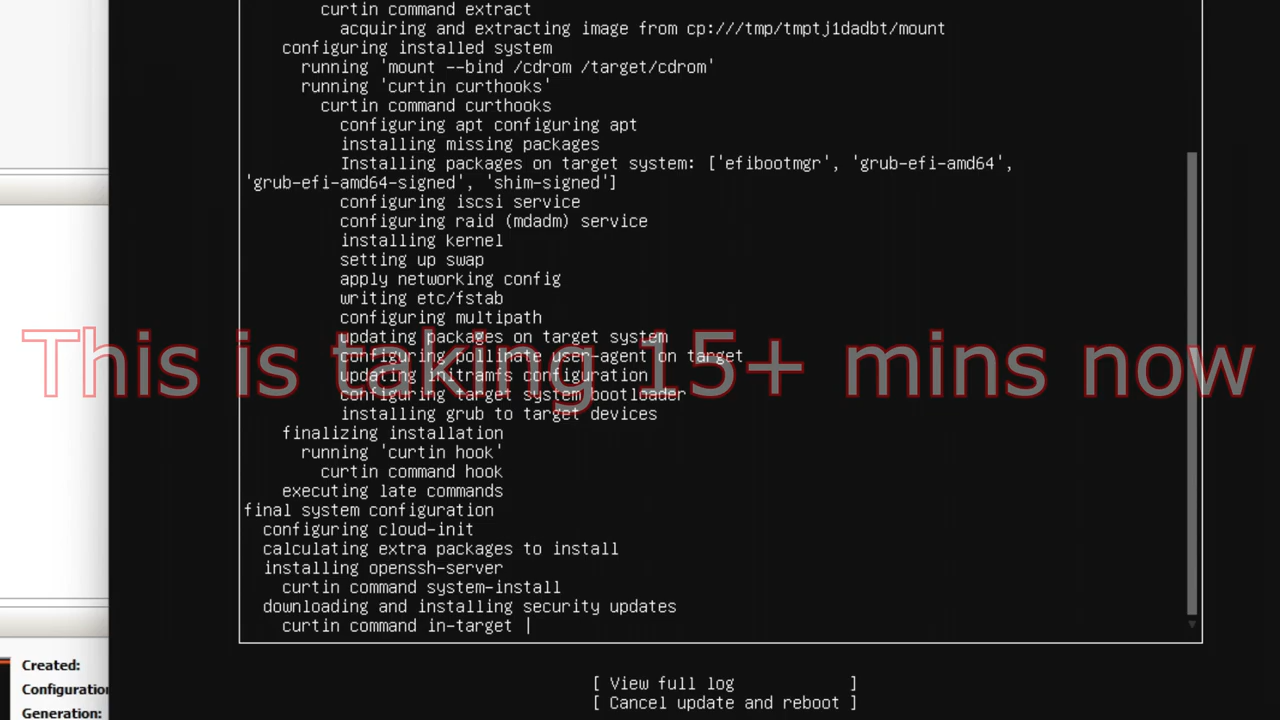 curtin command extract
acquiring and extracting image from cp:///tmp/tmptj1dadbt/mount
configuring installed system
running 'mount --bind /cdrom /target/cdrom'
running 'curtin curthooks'
curtin command curthooks
configuring apt configuring apt
installing missing packages
Installing packages on target system: ['efibootmgr', 'grub-efi-amd64',
'grub-efi-amd64-signed', 'shim-signed']
configuring iscsi service
configuring raid (mdadm) service
installing kernel
setting up swap
apply networking config
writing etc/fstab
configuring multipath
updating packages on target system
This is taking 15+ mins now
configuring pollinate user-agent on target
updating initramfs configuration
configuring target system bootloader
installing grub to target devices
finalizing installation
running 'curtin hook'
curtin command hook
executing late commands
final system configuration
configuring cloud-init
calculating extra packages to install
installing openssh-server
curtin command system-install
downloading and installing security updates
curtin command in-target |
Created:
Configuration
Generation:
[ View full log ]
[ Cancel update and reboot ]